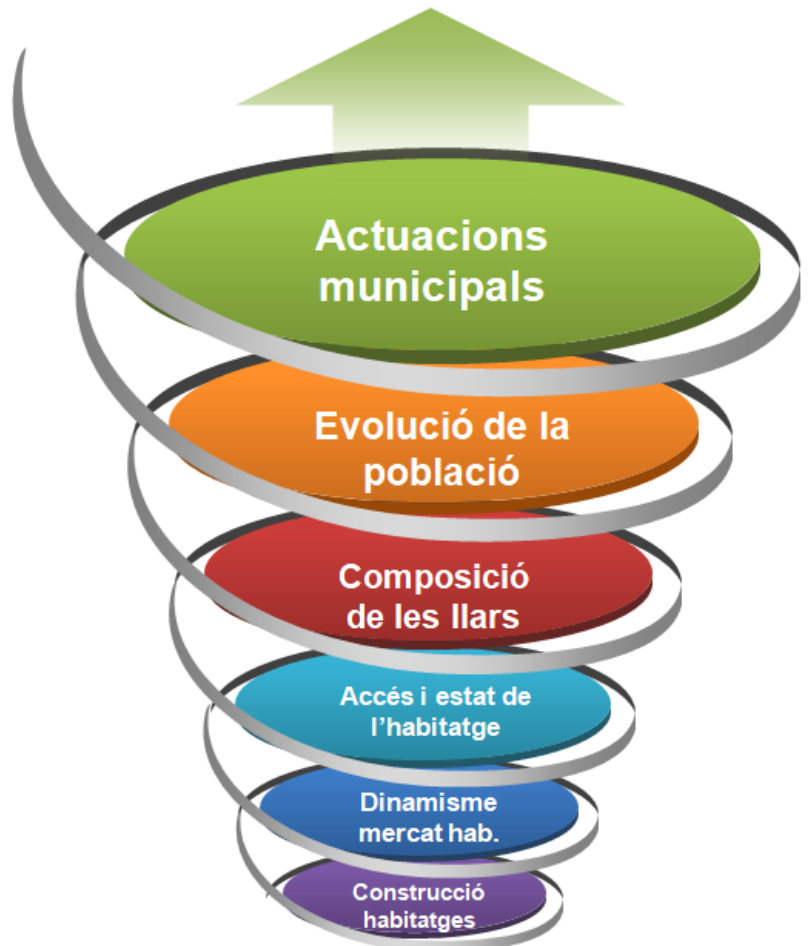 Actuacions
municipals
Evolució de la
població
Composició
de les llars
Accés i estat de
l’habitatge
Dinamisme
mercat hab.
Construcció
habitatges